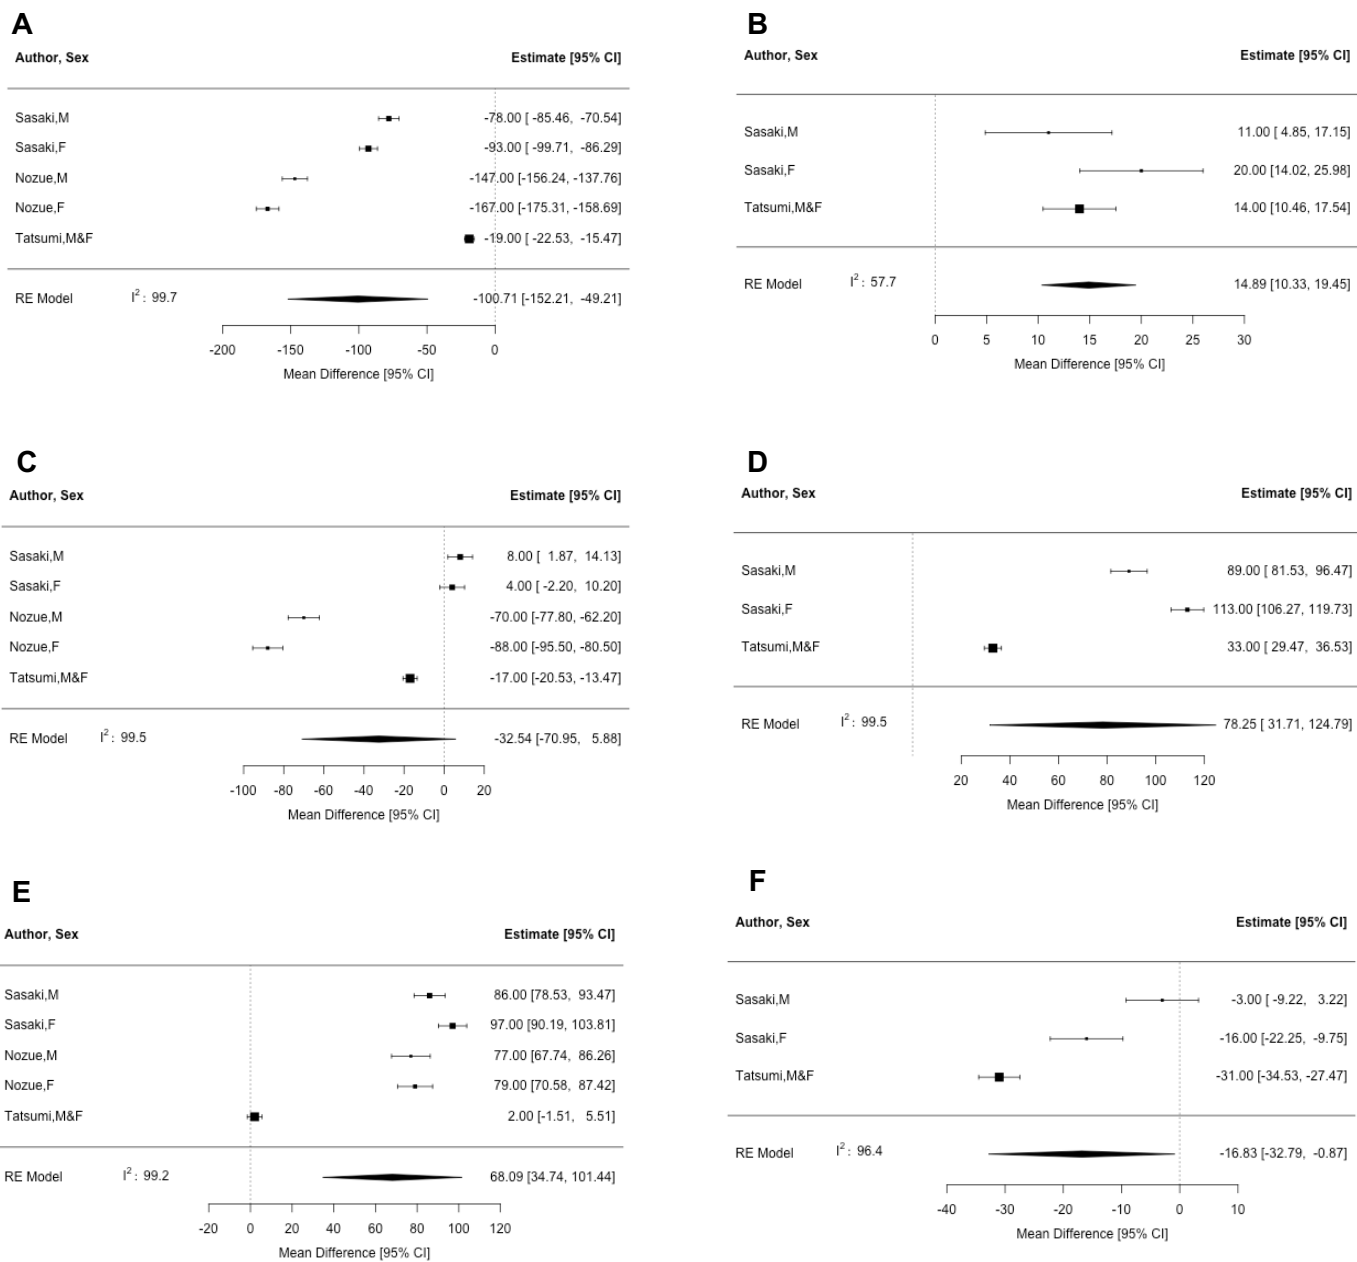 A
Author, Sex Estimate [95% CI]
Sasaki,M -78.00 [ -85.46, -70.54]
Sasaki,F -93.00 [ -99.71, -86.29]
Nozue,M -147.00 [-156.24, -137.76]
Nozue,F -167.00 [-175.31, -158.69]
Tatsumi,M&F -19.00 [ -22.53, -15.47]
RE Model I2 : 99.7 -100.71 [-152.21, -49.21]
-200 -150 -100 -50 0
Mean Difference [95% CI]
B
Author, Sex Estimate [95% CI]
Sasaki,M 11.00 [ 4.85, 17.15]
Sasaki,F 20.00 [14.02, 25.98]
Tatsumi,M&F 14.00 [10.46, 17.54]
RE Model I2 : 57.7 14.89 [10.33, 19.45]
0 5 10 15 20 25 30
Mean Difference [95% CI]
C
Author, Sex Estimate [95% CI]
Sasaki,M 8.00 [ 1.87, 14.13]
Sasaki,F 4.00 [ -2.20, 10.20]
Nozue,M -70.00 [-77.80, -62.20]
Nozue,F -88.00 [-95.50, -80.50]
Tatsumi,M&F -17.00 [-20.53, -13.47]
RE Model I2 : 99.5 -32.54 [-70.95, 5.88]
-100 -80 -60 -40 -20 0 20
Mean Difference [95% CI]
D
Author, Sex Estimate [95% CI]
Sasaki,M 89.00 [ 81.53, 96.47]
Sasaki,F 113.00 [106.27, 119.73]
Tatsumi,M&F 33.00 [ 29.47, 36.53]
RE Model I2 : 99.5 78.25 [ 31.71, 124.79]
20 40 60 80 100 120
Mean Difference [95% CI]
E
Author, Sex Estimate [95% CI]
Sasaki,M 86.00 [78.53, 93.47]
Sasaki,F 97.00 [90.19, 103.81]
Nozue,M 77.00 [67.74, 86.26]
Nozue,F 79.00 [70.58, 87.42]
Tatsumi,M&F 2.00 [-1.51, 5.51]
RE Model I2 : 99.2 68.09 [34.74, 101.44]
-20 0 20 40 60 80 100 120
Mean Difference [95% CI]
F
Author, Sex Estimate [95% CI]
Sasaki,M -3.00 [ -9.22, 3.22]
Sasaki,F -16.00 [-22.25, -9.75]
Tatsumi,M&F -31.00 [-34.53, -27.47]
RE Model I2 : 96.4 -16.83 [-32.79, -0.87]
-40 -30 -20 -10 0 10
Mean Difference [95% CI]